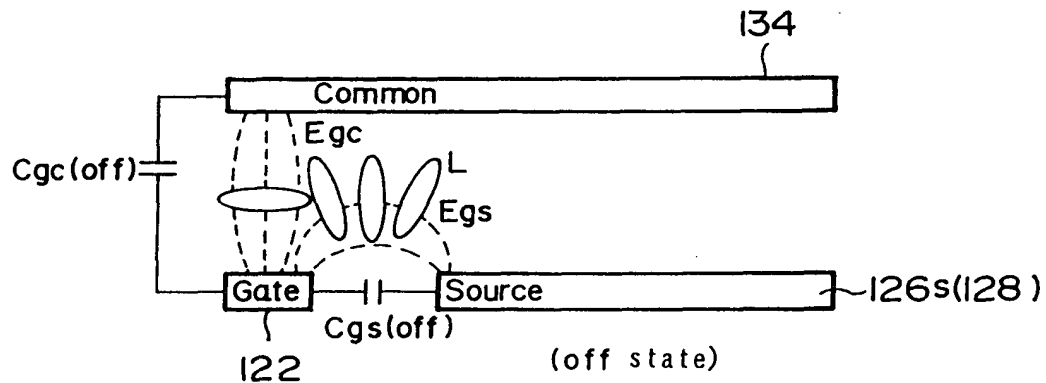 134
Common
Egc
Cgc(off)
L
Egs
Gate
Source
126s(128)
Cgs(off)
122
(off state)